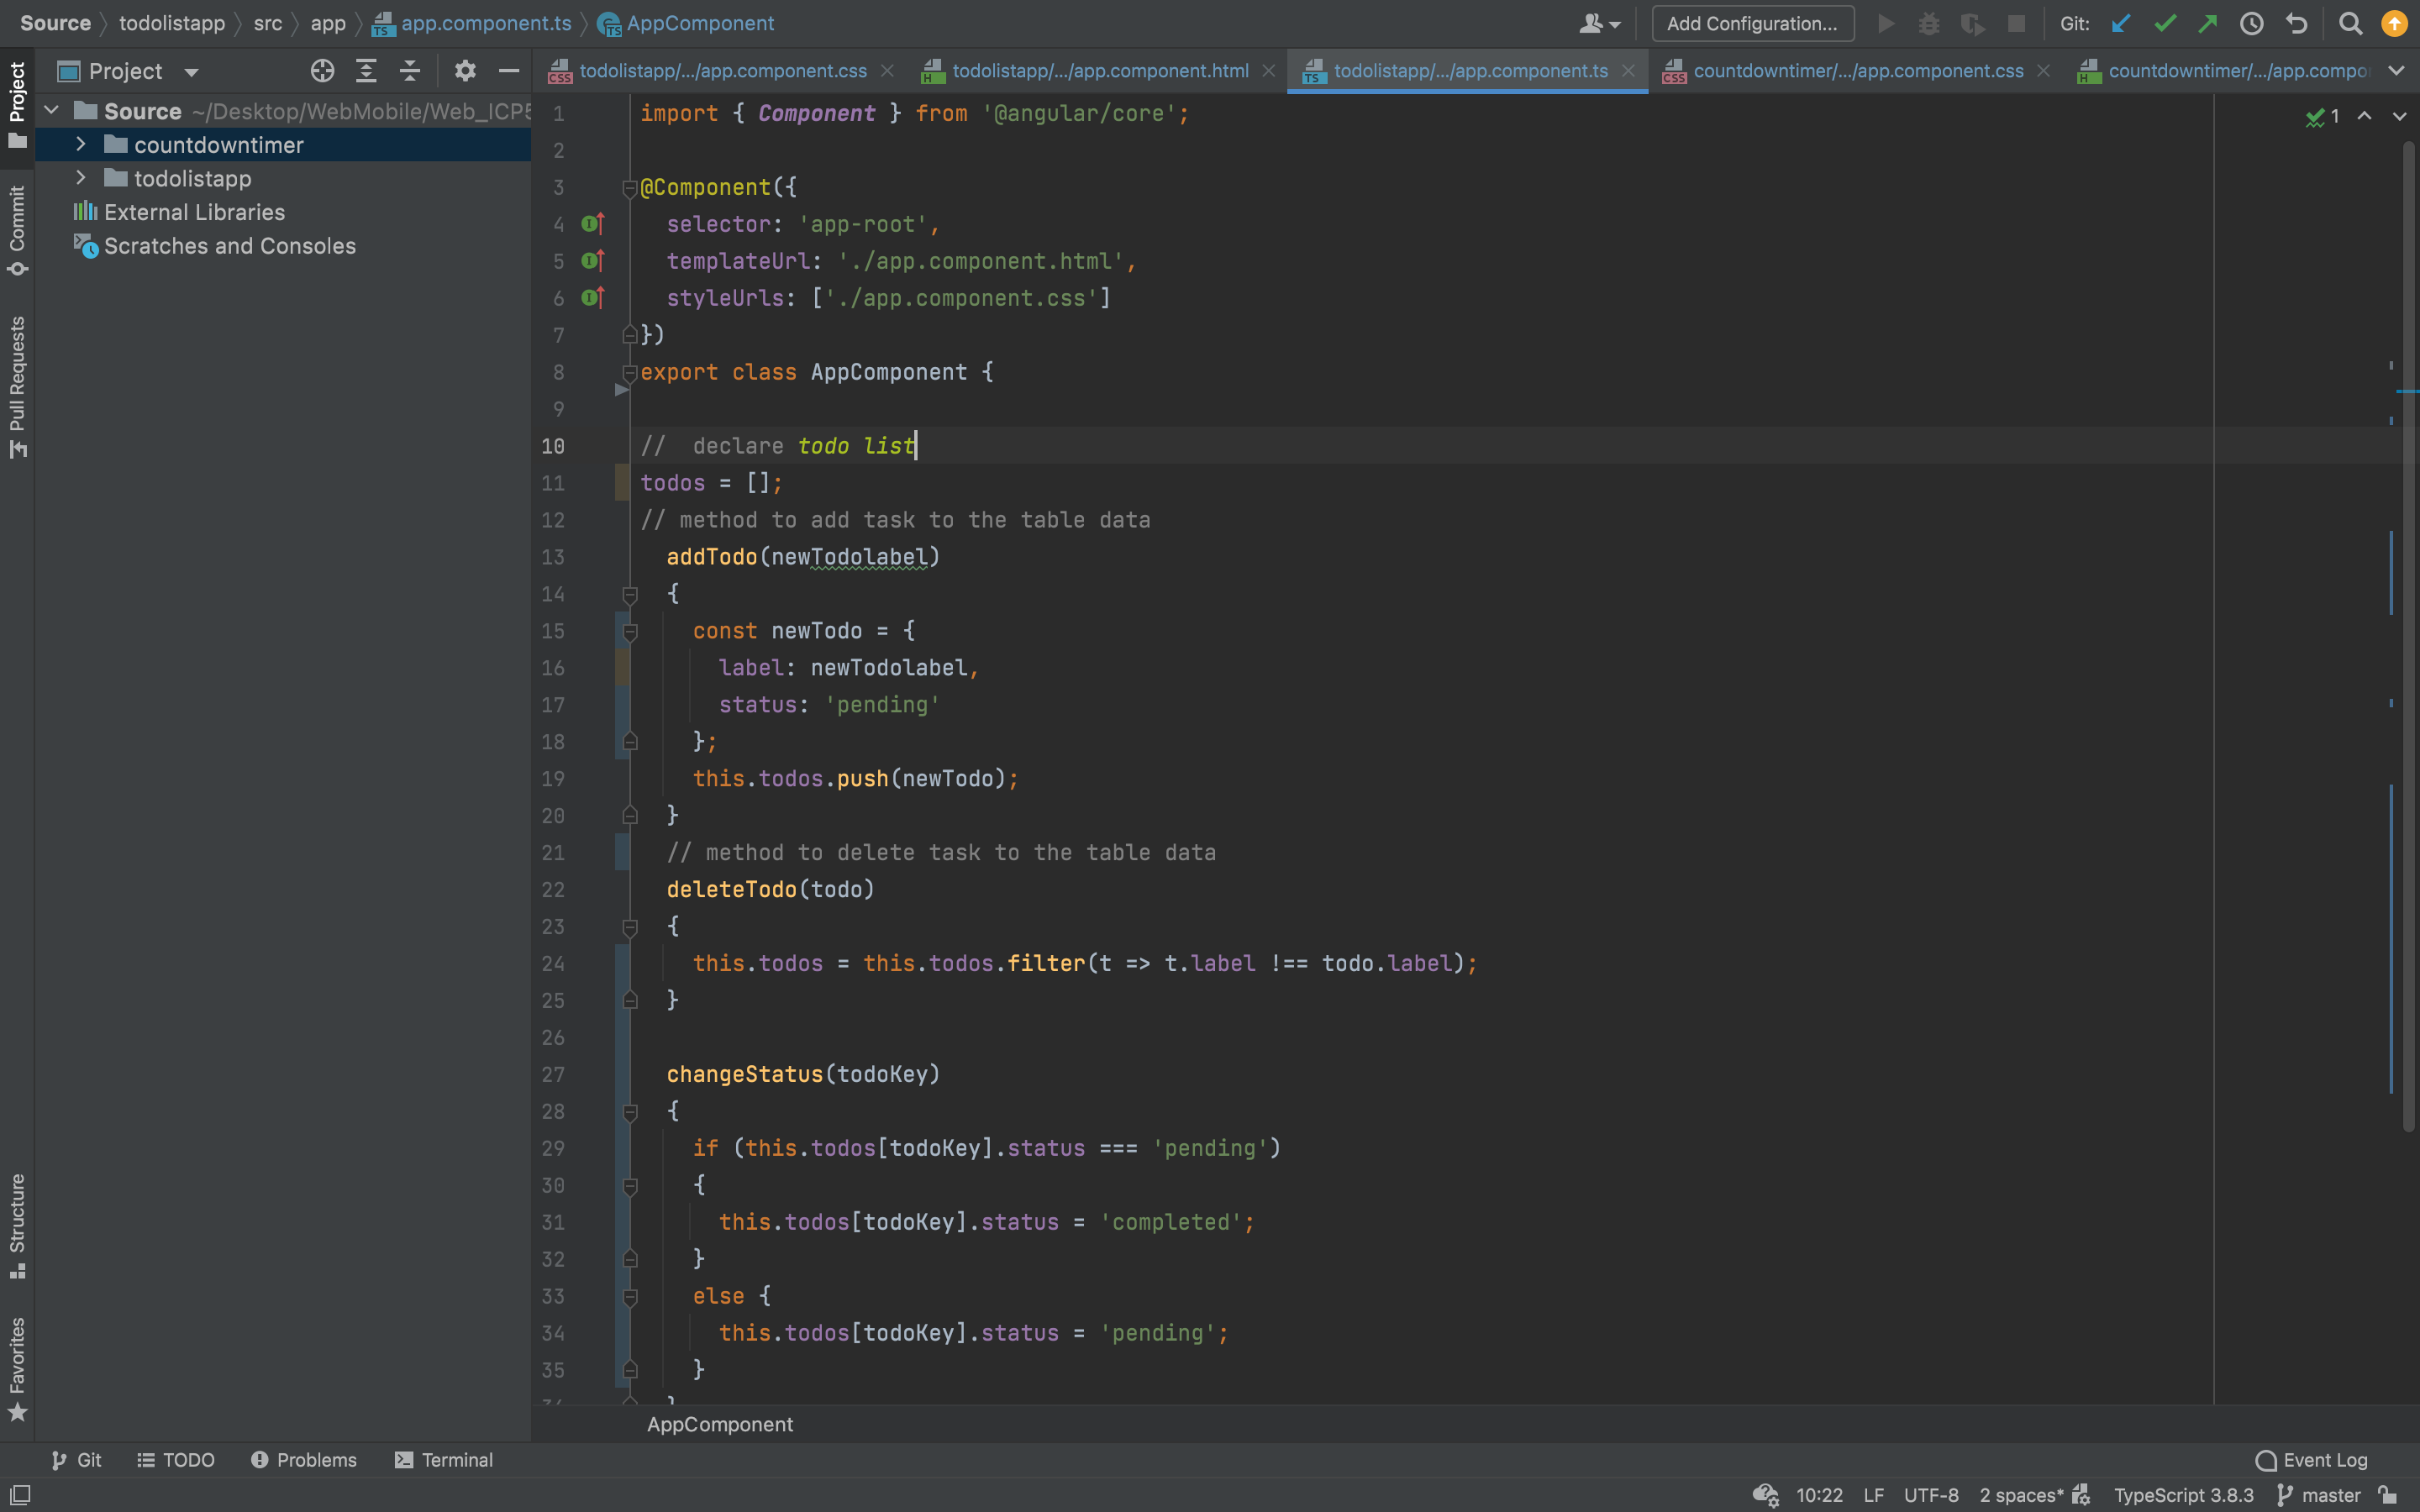 Source todolistapp src app app.component.ts AppComponent
Add Configuration...
Git:
Project
todolistapp/.../app.component.css
todolistapp/.../app.component.html
todolistapp/.../app.component.ts
countdowntimer/.../app.component.css
countdowntimer/.../app.compo
Source ~/Desktop/WebMobile/Web_ICP5
countdowntimer
todolistapp
External Libraries
Scratches and Consoles
Project
Commit
Pull Requests
Structure
Favorites
1 import { Component } from '@angular/core';
2
3 @Component({
4 selector: 'app-root',
5 templateUrl: './app.component.html',
6 styleUrls: ['./app.component.css']
7 })
8 export class AppComponent {
9
10 //  declare todo list
11 todos = [];
12 // method to add task to the table data
13 addTodo(newTodolabel)
14 {
15 const newTodo = {
16 label: newTodolabel,
17 status: 'pending'
18 };
19 this.todos.push(newTodo);
20 }
21 // method to delete task to the table data
22 deleteTodo(todo)
23 {
24 this.todos = this.todos.filter(t => t.label !== todo.label);
25 }
26
27 changeStatus(todoKey)
28 {
29 if (this.todos[todoKey].status === 'pending')
30 {
31 this.todos[todoKey].status = 'completed';
32 }
33 else {
34 this.todos[todoKey].status = 'pending';
35 }
1
AppComponent
Git TODO Problems Terminal
Event Log
10:22 LF UTF-8 2 spaces* TypeScript 3.8.3 master